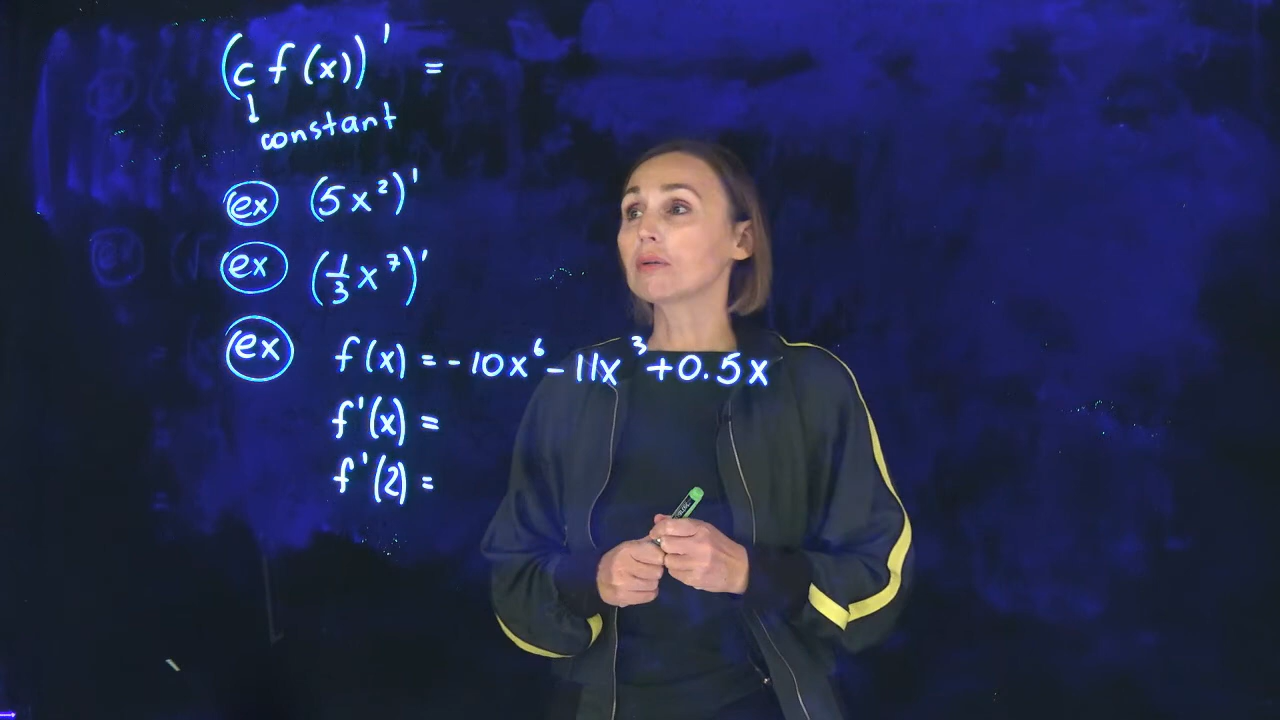 (c f(x))' =
constant
ex (5x²)'
ex (1/3 x⁷)'
ex f(x) = -10x⁶ - 11x³ + 0.5x
f'(x) =
f'(2) =